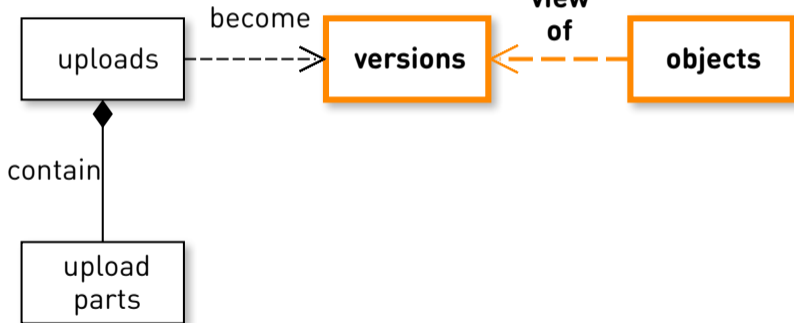 become
view
of
uploads
versions
objects
contain
upload
parts